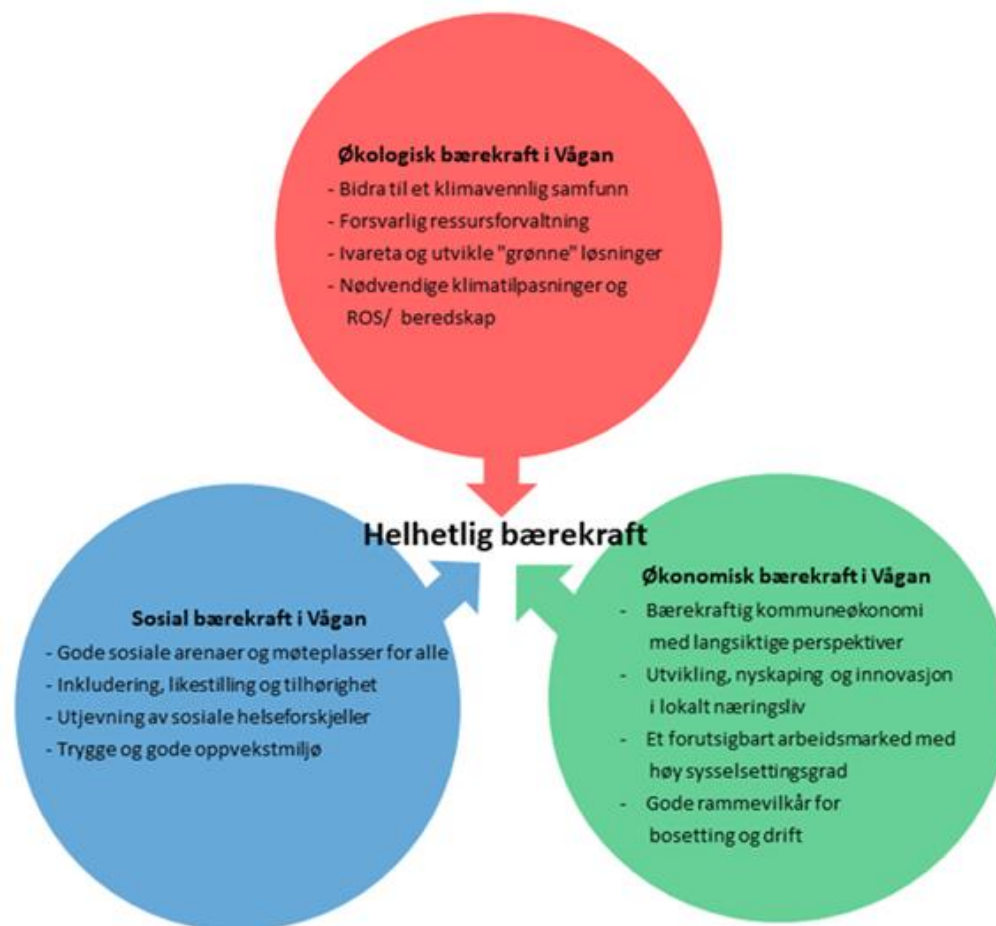 Økologisk bærekraft i Vågan
- Bidra til et klimavennlig samfunn
- Forsvarlig ressursforvaltning
- Ivareta og utvikle "grønne" løsninger
- Nødvendige klimatilpasninger og
ROS/ beredskap
Helhetlig bærekraft
Sosial bærekraft i Vågan
- Gode sosiale arenaer og møteplasser for alle
- Inkludering, likestilling og tilhørighet
- Utjevning av sosiale helseforskjeller
- Trygge og gode oppvekstmiljø
Økonomisk bærekraft i Vågan
- Bærekraftig kommuneøkonomi
med langsiktige perspektiver
- Utvikling, nyskaping og innovasjon
i lokalt næringsliv
- Et forutsigbart arbeidsmarked med
høy sysselsettingsgrad
- Gode rammevilkår for
bosetting og drift